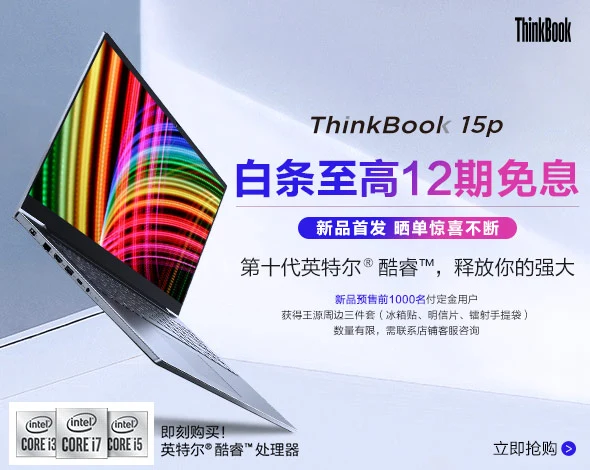 ThinkBook
ThinkBook 15p
白条至高12期免息
新品首发 晒单惊喜不断
第十代英特尔® 酷睿™，释放你的强大
新品预售前1000名付定金用户
获得王源周边三件套（冰箱贴、明信片、镭射手提袋）
数量有限，需联系店铺客服咨询
intel intel intel
CORE i3 CORE i7 CORE i5
即刻购买！
英特尔® 酷睿™ 处理器
立即抢购